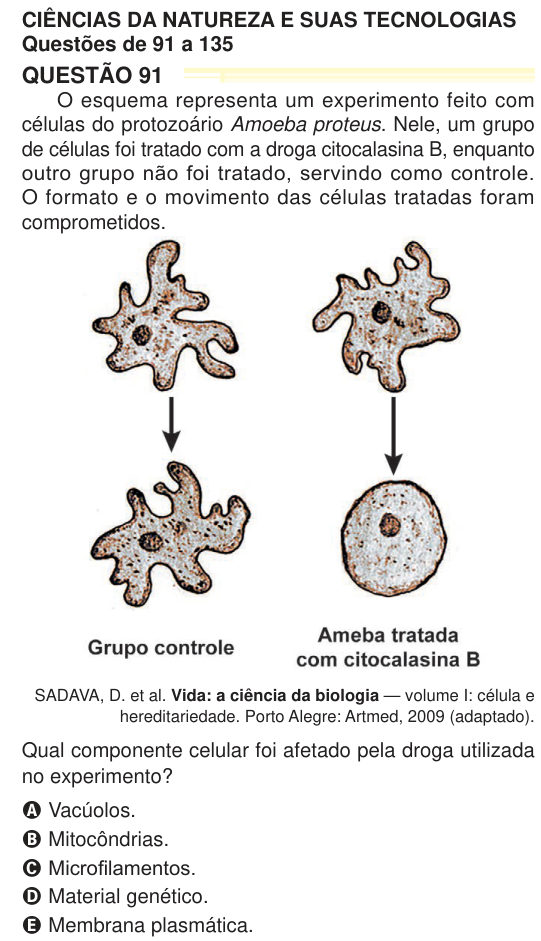 CIÊNCIAS DA NATUREZA E SUAS TECNOLOGIAS
Questões de 91 a 135
QUESTÃO 91
O esquema representa um experimento feito com
células do protozoário Amoeba proteus. Nele, um grupo
de células foi tratado com a droga citocalasina B, enquanto
outro grupo não foi tratado, servindo como controle.
O formato e o movimento das células tratadas foram
comprometidos.
Grupo controle
Ameba tratada
com citocalasina B
SADAVA, D. et al. Vida: a ciência da biologia — volume I: célula e
hereditariedade. Porto Alegre: Artmed, 2009 (adaptado).
Qual componente celular foi afetado pela droga utilizada
no experimento?
A Vacúolos.
B Mitocôndrias.
C Microfilamentos.
D Material genético.
E Membrana plasmática.